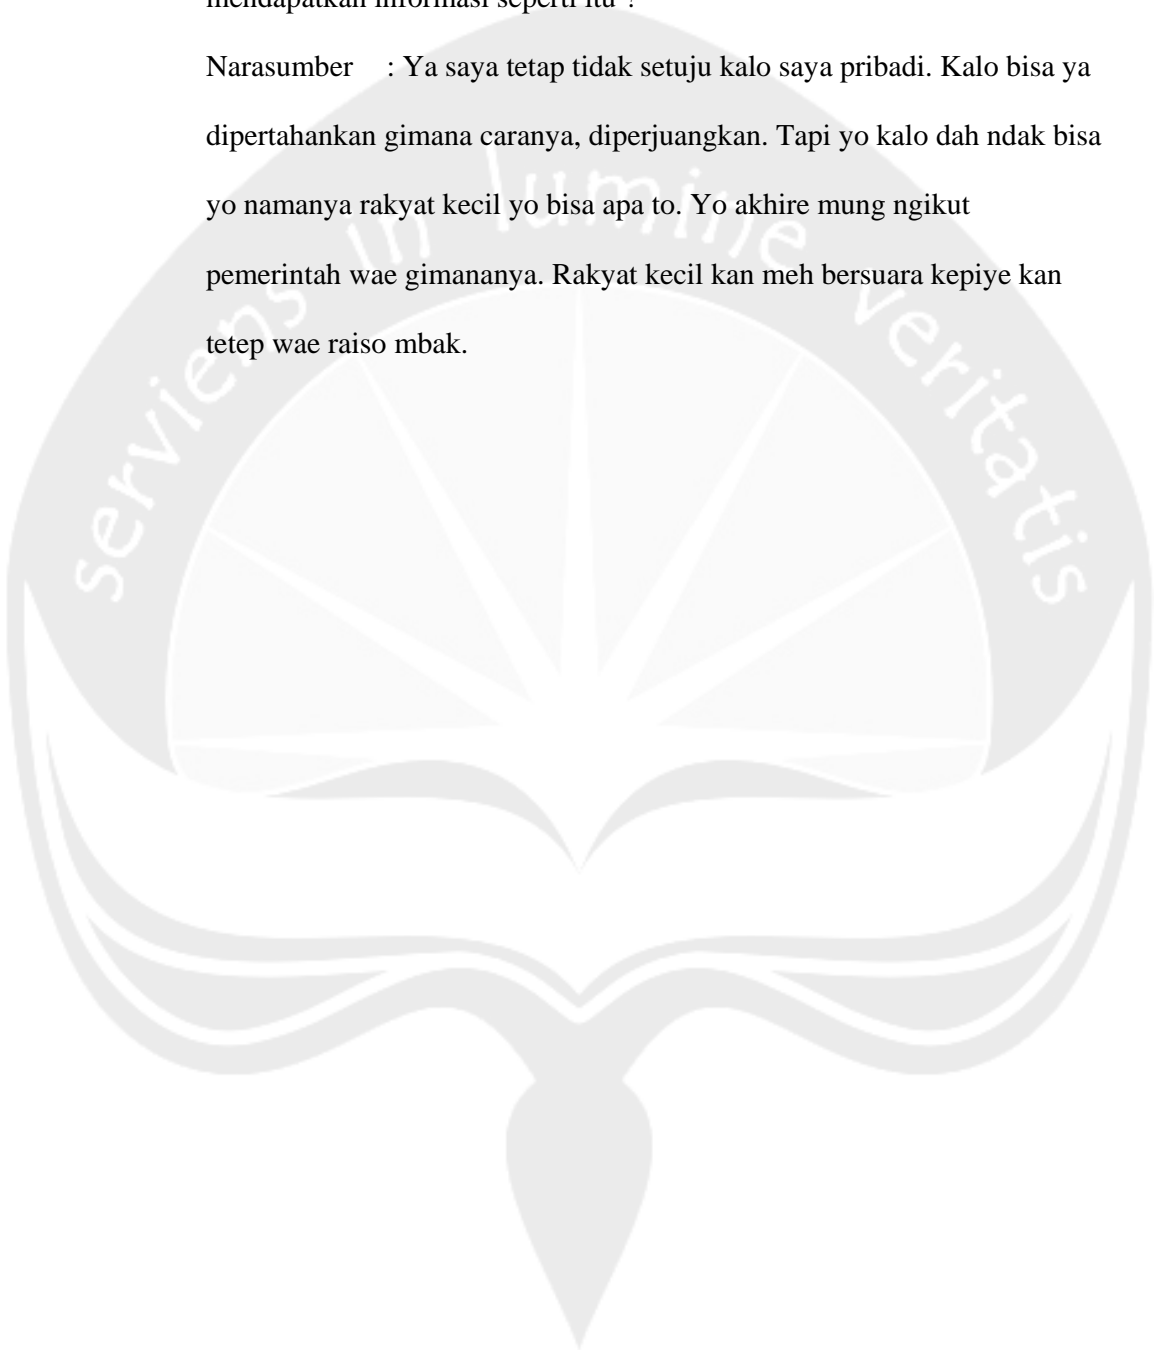 mendapatkan informasi seperti itu ?
Narasumber : Ya saya tetap tidak setuju kalo saya pribadi. Kalo bisa ya
dipertahankan gimana caranya, diperjuangkan. Tapi yo kalo dah ndak bisa
yo namanya rakyat kecil yo bisa apa to. Yo akhire mung ngikut
pemerintah wae gimananya. Rakyat kecil kan meh bersuara kepiye kan
tetep wae raiso mbak.
serviens in lumine veritatis